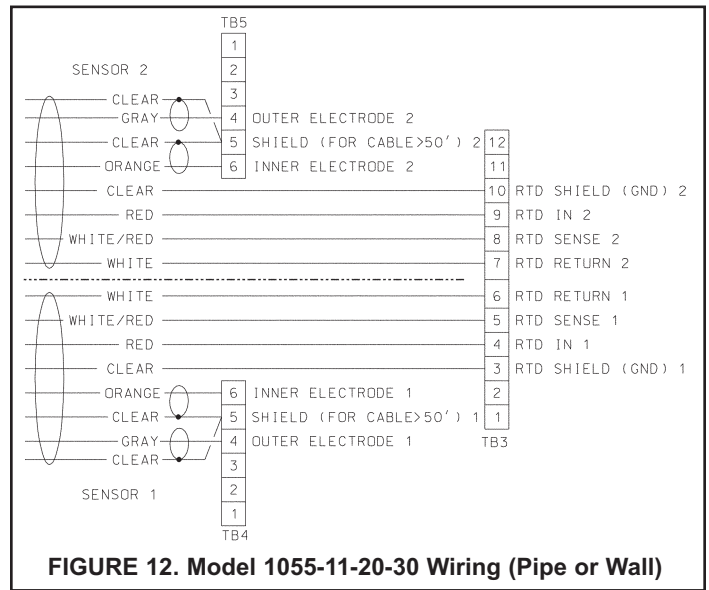 TB5
1
SENSOR 2 2
3
CLEAR
GRAY 4 OUTER ELECTRODE 2
CLEAR 5 SHIELD (FOR CABLE>50') 2 12
ORANGE 6 INNER ELECTRODE 2 11
CLEAR 10 RTD SHIELD (GND) 2
RED 9 RTD IN 2
WHITE/RED 8 RTD SENSE 2
WHITE 7 RTD RETURN 2
WHITE 6 RTD RETURN 1
WHITE/RED 5 RTD SENSE 1
RED 4 RTD IN 1
CLEAR 3 RTD SHIELD (GND) 1
ORANGE 6 INNER ELECTRODE 1 2
CLEAR 5 SHIELD (FOR CABLE>50') 1 1
GRAY 4 OUTER ELECTRODE 1 TB3
CLEAR 3
SENSOR 1 2
1
TB4
FIGURE 12. Model 1055-11-20-30 Wiring (Pipe or Wall)